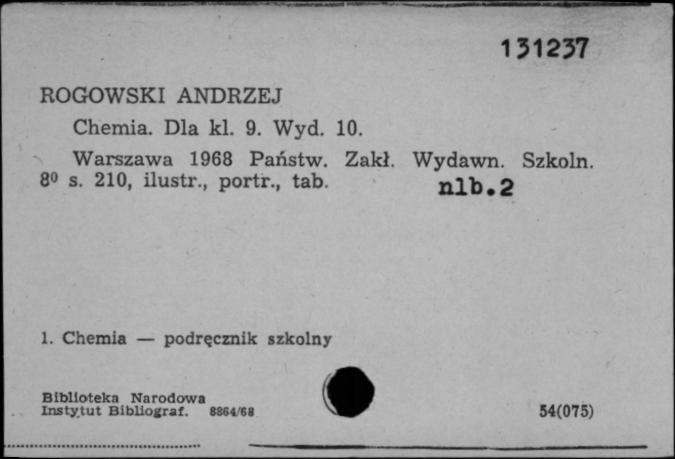 131237
ROGOWSKI ANDRZEJ
Chemia. Dla kl. 9. Wyd. 10.
Warszawa 1968 Państw. Zakł. Wydawn. Szkoln.
8⁰ s. 210, ilustr., portr., tab. nlb.2
1. Chemia — podręcznik szkolny
Biblioteka Narodowa
Instytut Bibliograf. 8864/68 54(075)